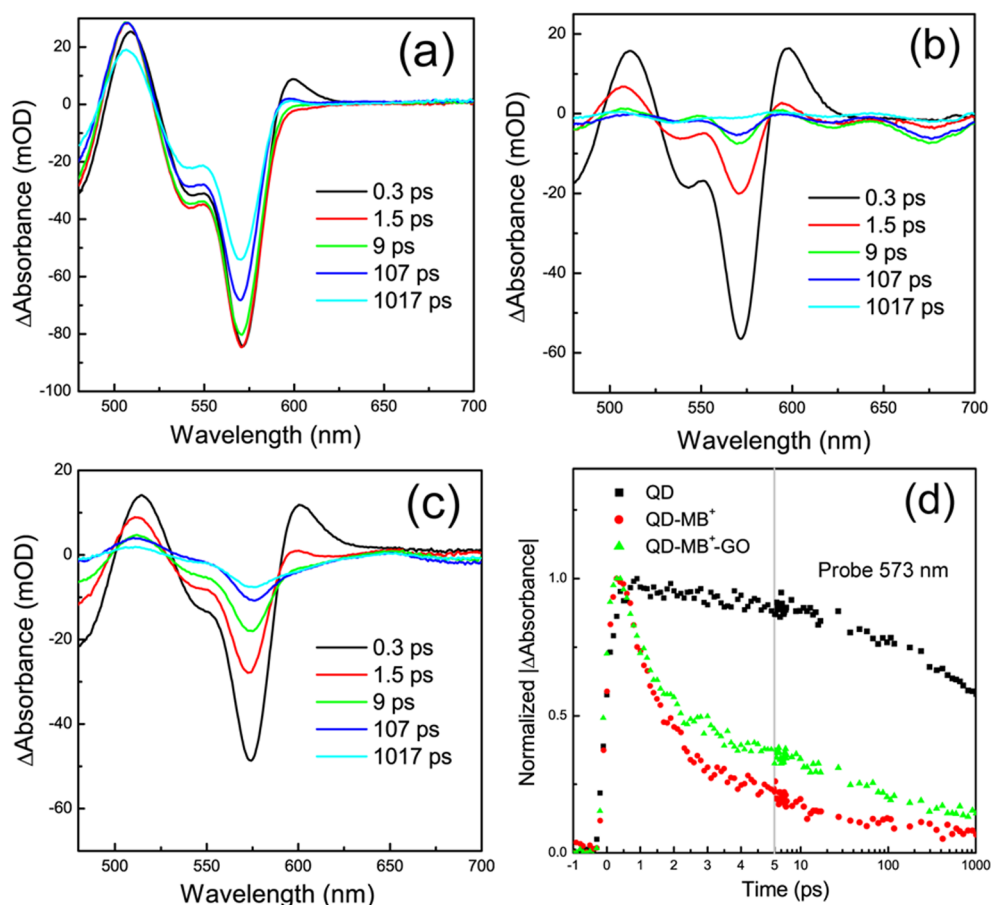 (a)
20
0
-20
-40
-60
-80
-100
ΔAbsorbance (mOD)
0.3 ps
1.5 ps
9 ps
107 ps
1017 ps
500 550 600 650 700
Wavelength (nm)
(b)
20
0
-20
-40
-60
ΔAbsorbance (mOD)
0.3 ps
1.5 ps
9 ps
107 ps
1017 ps
500 550 600 650 700
Wavelength (nm)
(c)
20
0
-20
-40
-60
ΔAbsorbance (mOD)
0.3 ps
1.5 ps
9 ps
107 ps
1017 ps
500 550 600 650 700
Wavelength (nm)
(d)
QD
QD-MB⁺
QD-MB⁺-GO
Probe 573 nm
1.0
0.5
0.0
Normalized |ΔAbsorbance|
-1 0 1 2 3 4 5 10 100 1000
Time (ps)